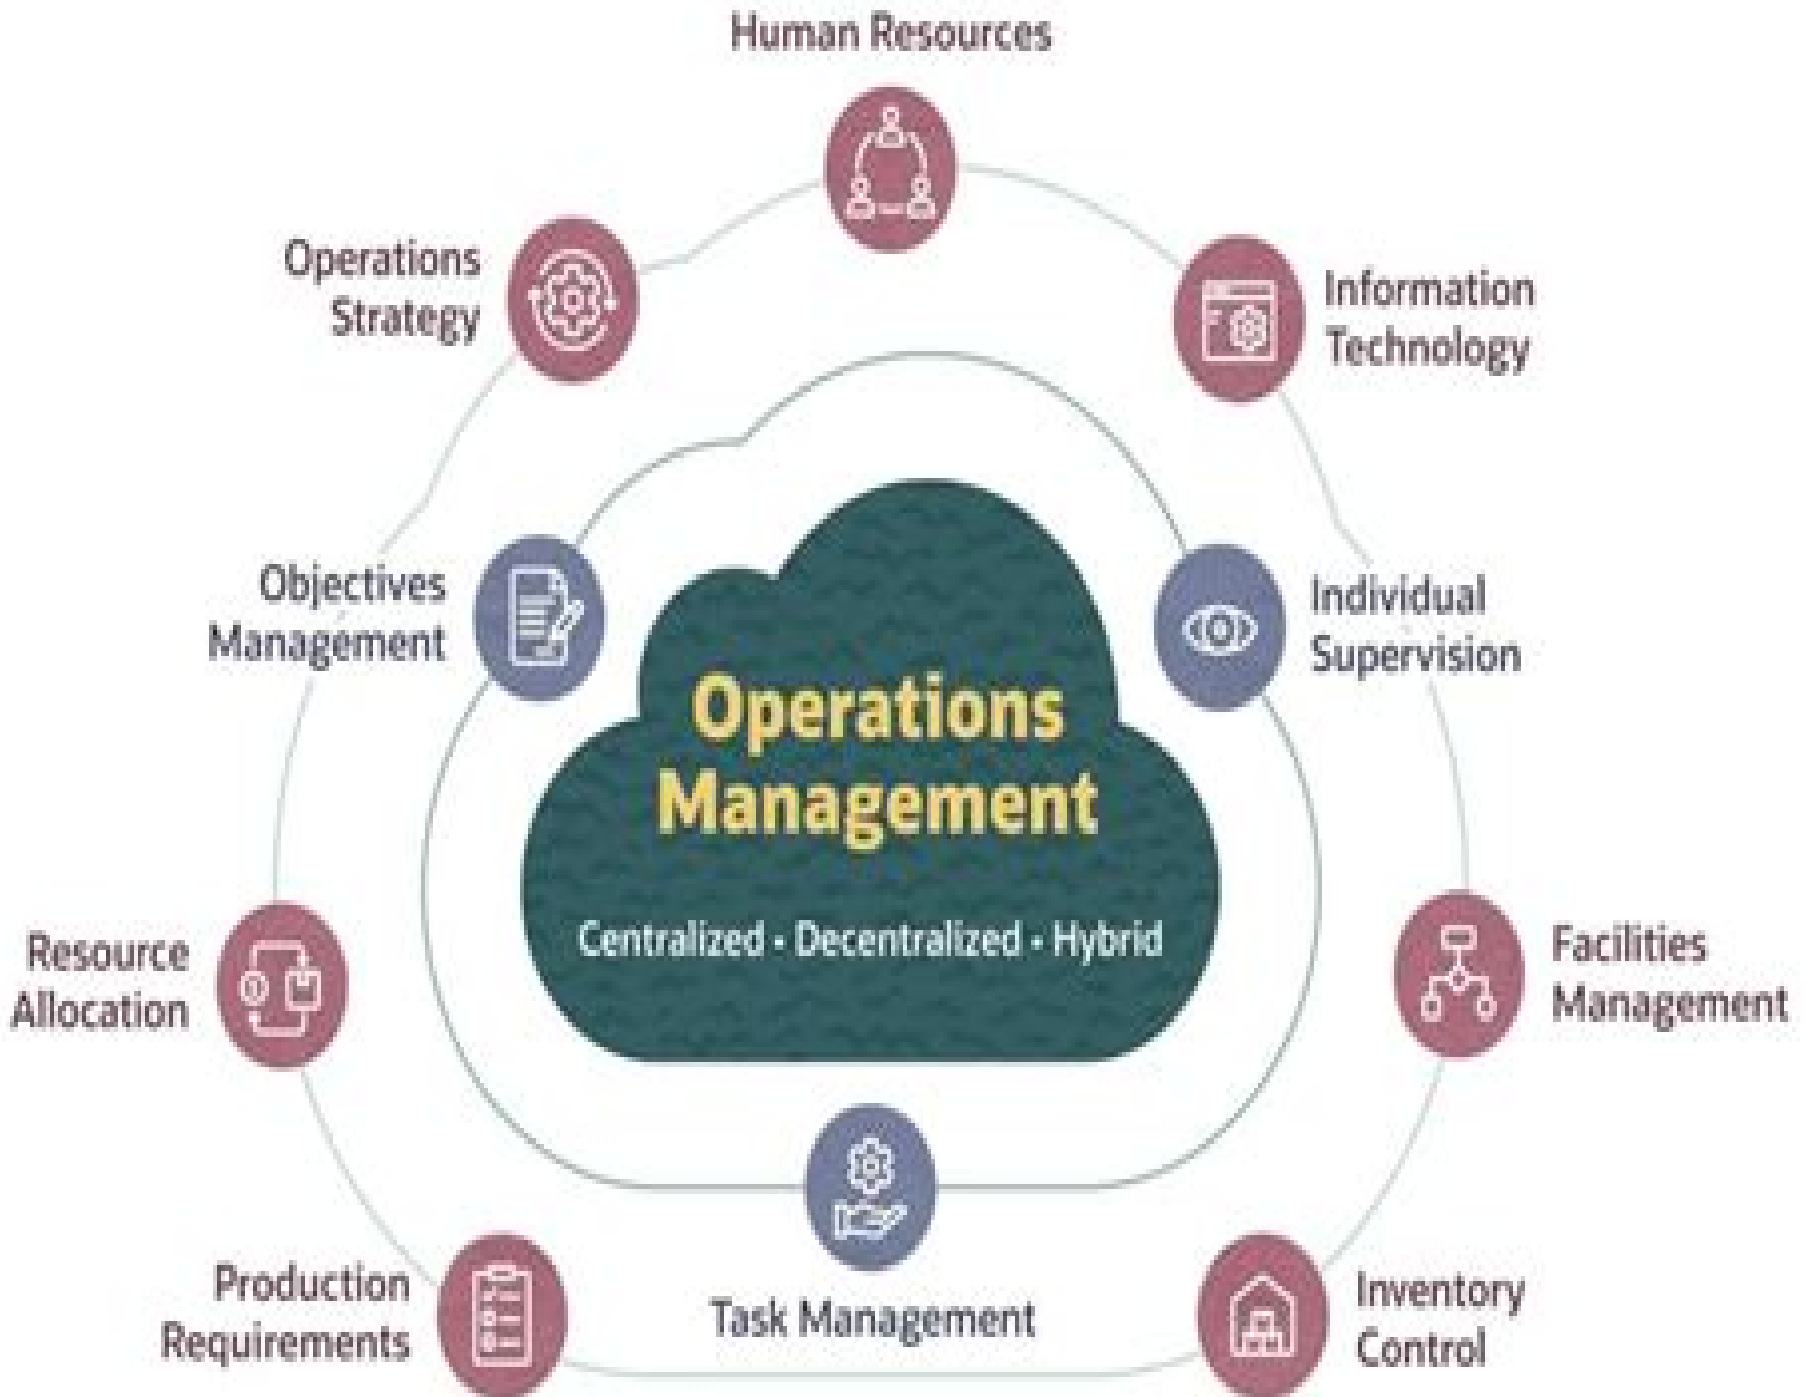 Human Resources
Operations
Strategy
Information
Technology
Objectives
Management
Individual
Supervision
Operations
Management
Centralized • Decentralized • Hybrid
Resource
Allocation
Facilities
Management
Production
Requirements
Task Management
Inventory
Control